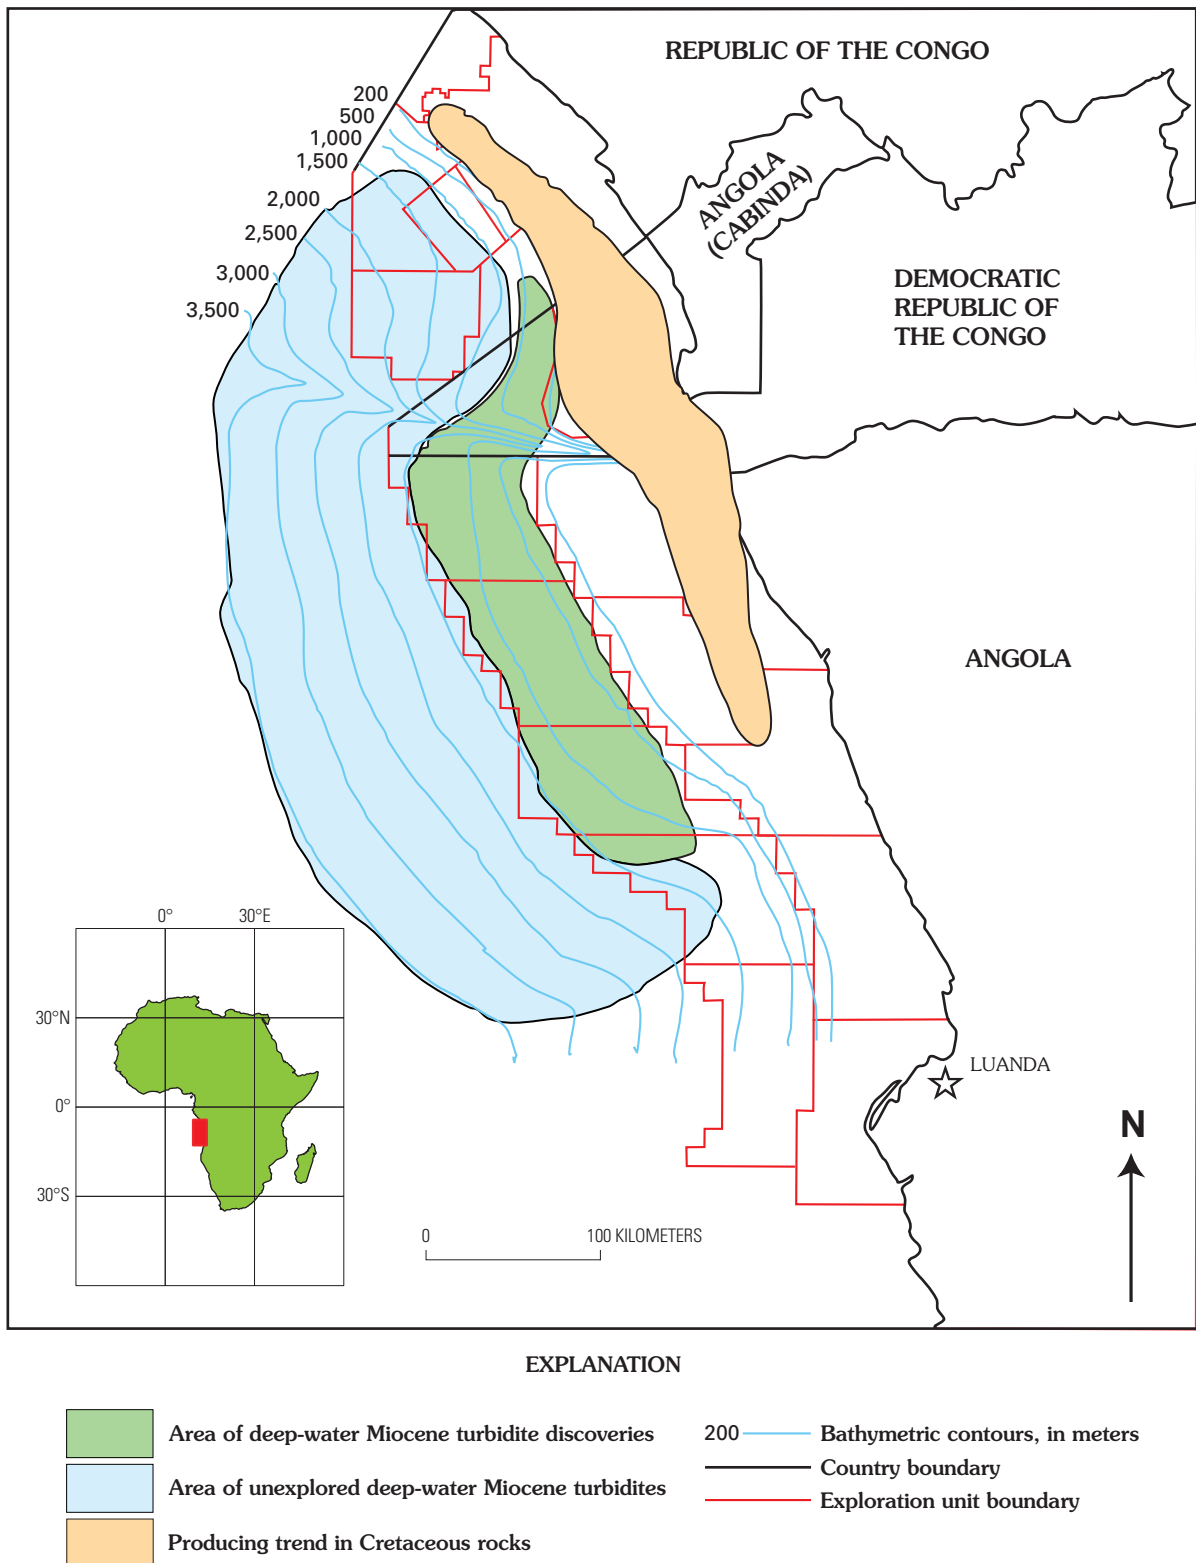 REPUBLIC OF THE CONGO
200
500
1,000
1,500
2,000
2,500
3,000
3,500
ANGOLA
(CABINDA)
DEMOCRATIC
REPUBLIC OF
THE CONGO
ANGOLA
LUANDA
N
0° 30°E
30°N
0°
30°S
0 100 KILOMETERS
EXPLANATION
Area of deep-water Miocene turbidite discoveries
Area of unexplored deep-water Miocene turbidites
Producing trend in Cretaceous rocks
200 Bathymetric contours, in meters
Country boundary
Exploration unit boundary